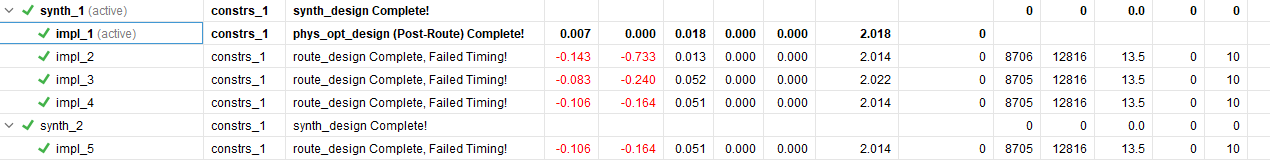 synth_1 (active) constrs_1 synth_design Complete! 0 0 0.0 0 0
impl_1 (active) constrs_1 phys_opt_design (Post-Route) Complete! 0.007 0.000 0.018 0.000 0.000 2.018 0
impl_2 constrs_1 route_design Complete, Failed Timing! -0.143 -0.733 0.013 0.000 0.000 2.014 0 8706 12816 13.5 0 10
impl_3 constrs_1 route_design Complete, Failed Timing! -0.083 -0.240 0.052 0.000 0.000 2.022 0 8705 12816 13.5 0 10
impl_4 constrs_1 route_design Complete, Failed Timing! -0.106 -0.164 0.051 0.000 0.000 2.014 0 8705 12816 13.5 0 10
synth_2 constrs_1 synth_design Complete! 0 0 0.0 0 0
impl_5 constrs_1 route_design Complete, Failed Timing! -0.106 -0.164 0.051 0.000 0.000 2.014 0 8705 12816 13.5 0 10